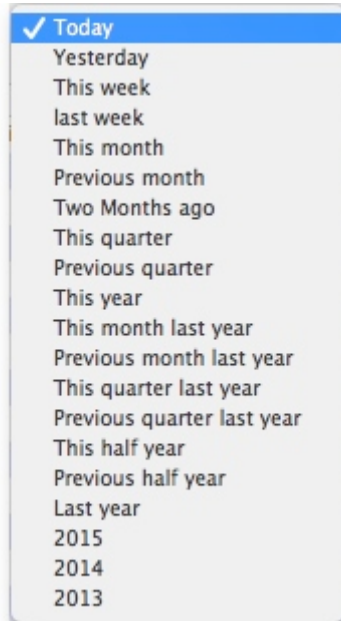 Today
Yesterday
This week
last week
This month
Previous month
Two Months ago
This quarter
Previous quarter
This year
This month last year
Previous month last year
This quarter last year
Previous quarter last year
This half year
Previous half year
Last year
2015
2014
2013